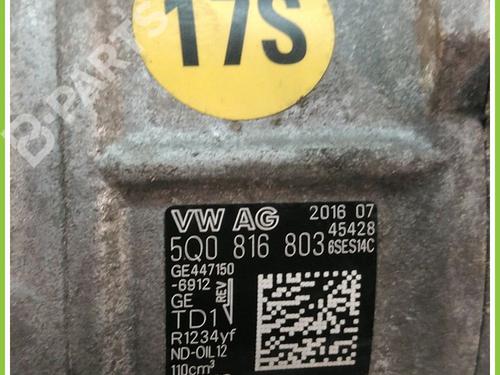 17S
B-PARTS
VW AG 2016 07
45428
5Q0 816 803 6SES14C
GE447150
-6912
GE REV
TD1
R1234yf
ND-OIL12
110cm³